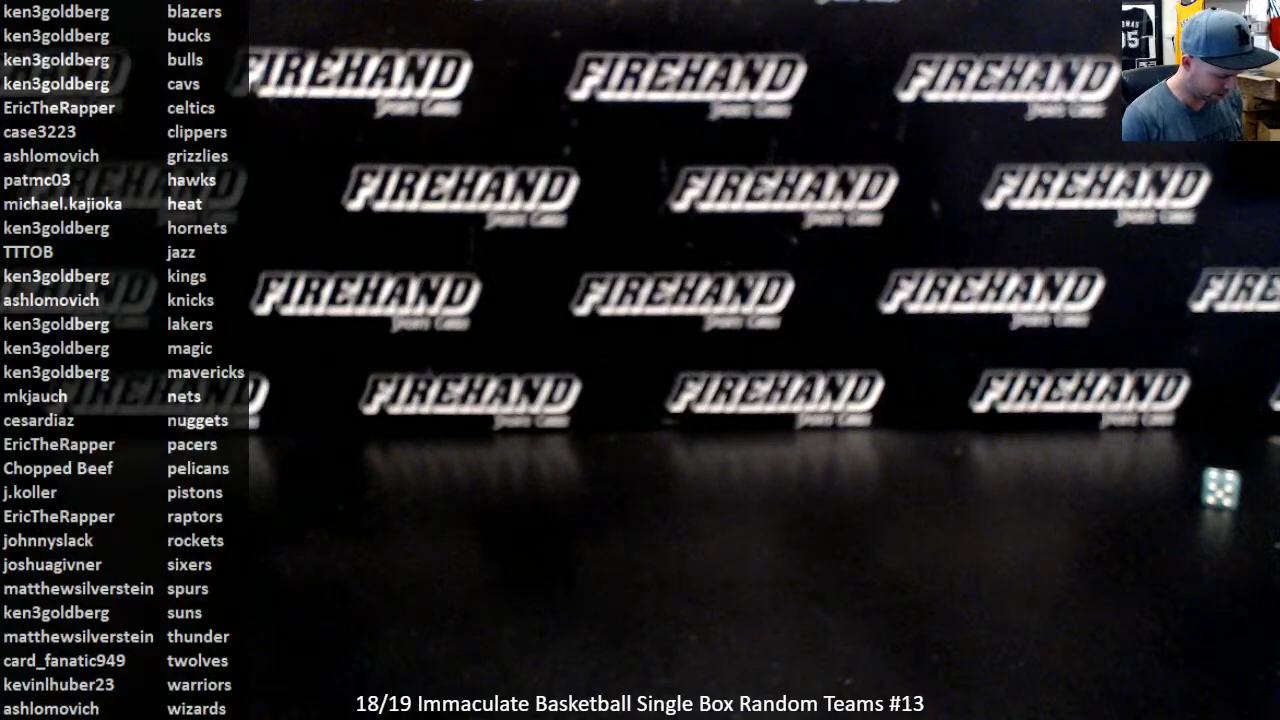 ken3goldberg blazers
ken3goldberg bucks
ken3goldberg bulls
ken3goldberg cavs
EricTheRapper celtics
case3223 clippers
ashlomovich grizzlies
patmc03 hawks
michael.kajioka heat
ken3goldberg hornets
TTTOB jazz
ken3goldberg kings
ashlomovich knicks
ken3goldberg lakers
ken3goldberg magic
ken3goldberg mavericks
mkjauch nets
cesardiaz nuggets
EricTheRapper pacers
Chopped Beef pelicans
j.koller pistons
EricTheRapper raptors
johnnyslack rockets
joshuagivner sixers
matthewsilverstein spurs
ken3goldberg suns
matthewsilverstein thunder
card_fanatic949 twolves
kevinlhuber23 warriors
ashlomovich wizards
FIREHAND FIREHAND FIREHAND
FIREHAND FIREHAND FIREHAND
FIREHAND FIREHAND FIREHAND FIRE
FIREHAND FIREHAND FIREHAND
18/19 Immaculate Basketball Single Box Random Teams #13